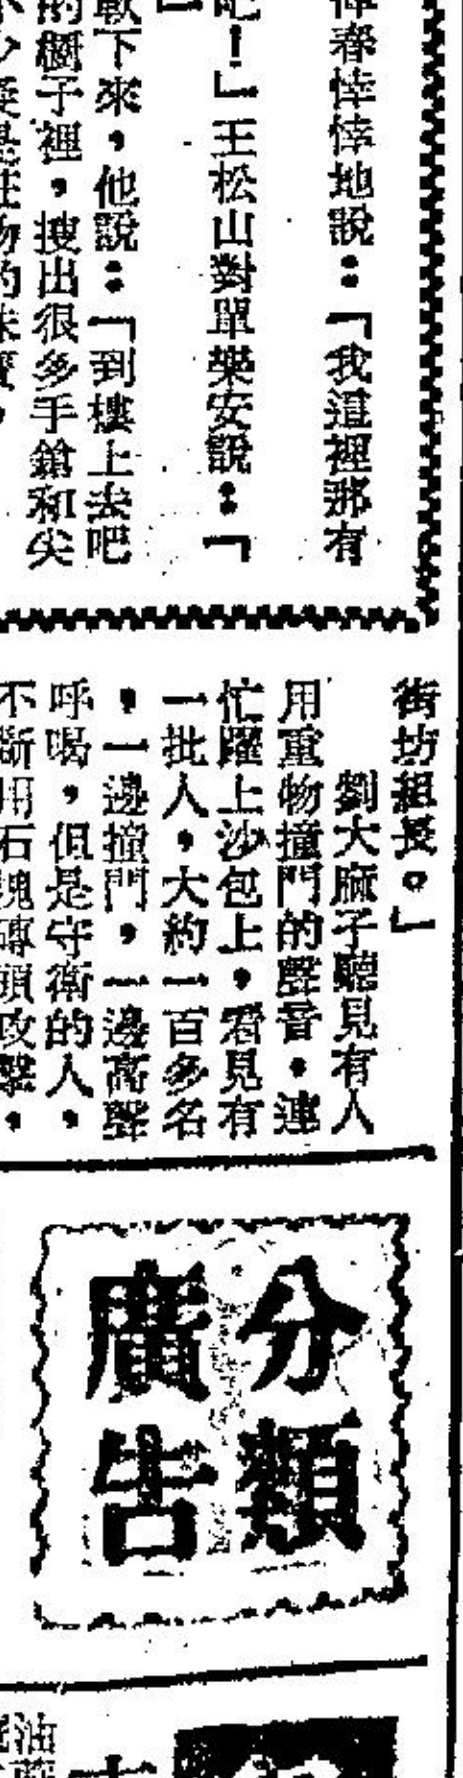 春悻悻地說：「我這裡那有
吧！」王松山對單樂安說：「
軟下來，他說：「到樓上去吧
的櫥子裡，搜出很多手鎗和尖
街坊組長。」
劉大麻子聽見有人
用重物撞門的聲音。連
忙躍上沙包上，看見有
一批人，大約一百多名
，一邊撞門，一邊高聲
呼喝，但是守衛的人，
不斷用石塊磚頭攻擊，
分類
廣告
油